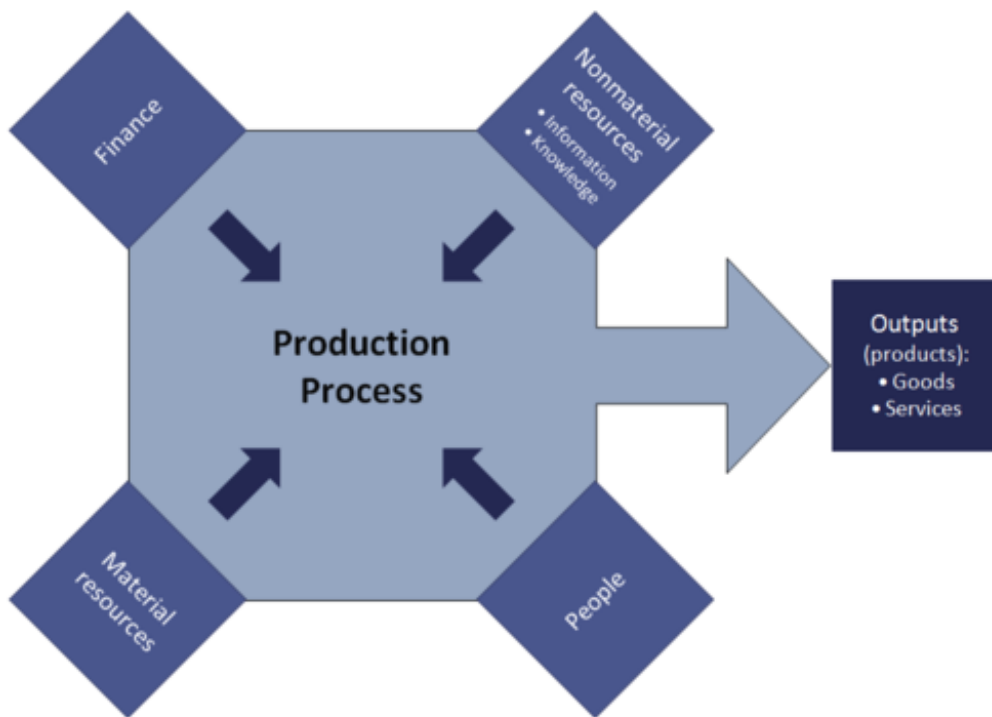 Finance
Nonmaterial
resources
• Information
• Knowledge
Production
Process
Outputs
(products):
• Goods
• Services
Material
resources
People